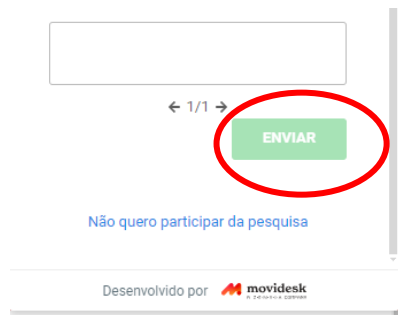 ← 1/1 →
ENVIAR
Não quero participar da pesquisa
Desenvolvido por movidesk